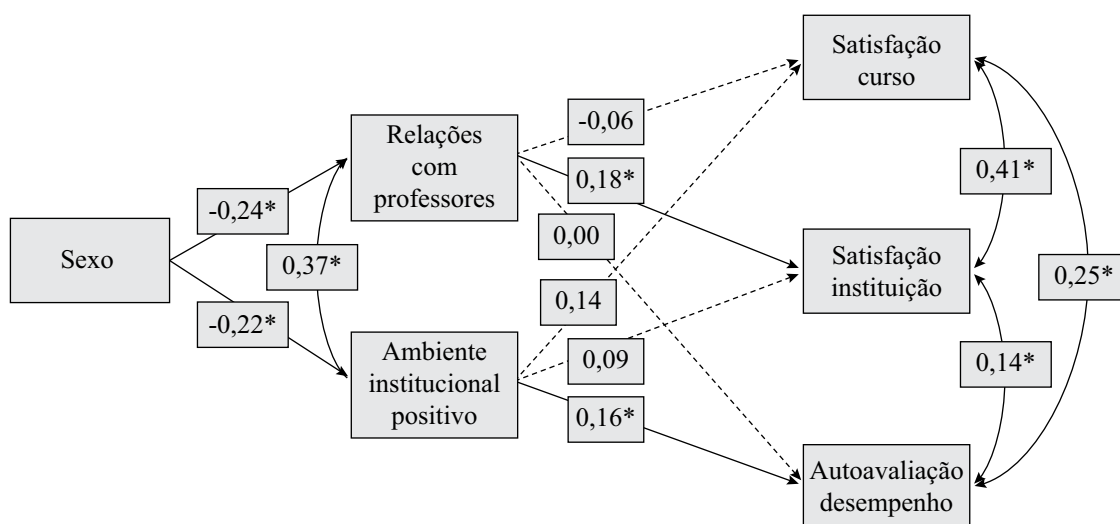 Satisfação
curso
Relações
com
professores
-0,06
0,18*
0,00
0,41*
-0,24*
Sexo
0,37*
Satisfação
instituição
0,25*
-0,22*
0,14
Ambiente
institucional
positivo
0,09
0,16*
0,14*
Autoavaliação
desempenho